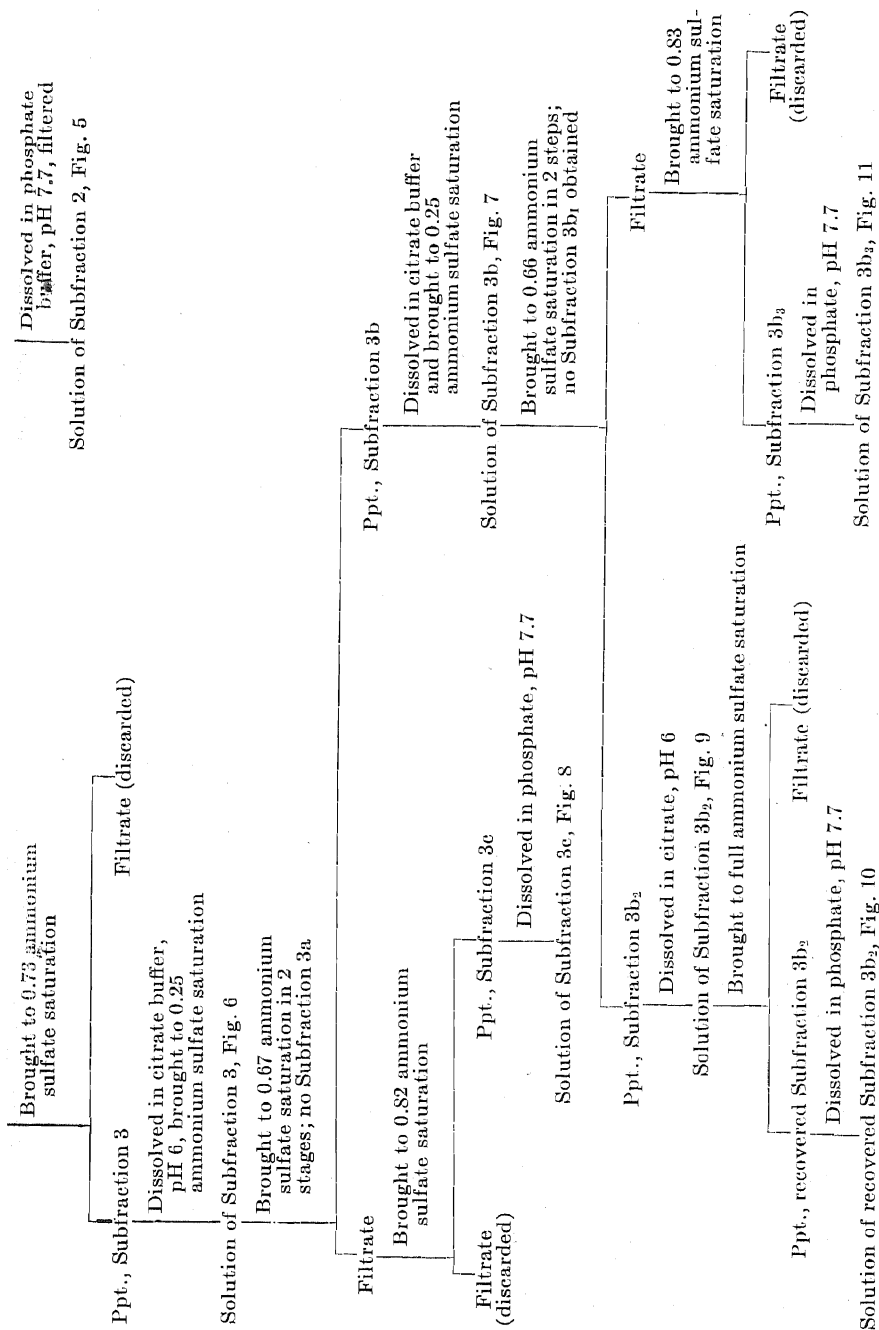 Brought to 0.73 ammonium
sulfate saturation
Dissolved in phosphate
buffer, pH 7.7, filtered
Solution of Subfraction 2, Fig. 5
Ppt., Subfraction 3
Filtrate (discarded)
Dissolved in citrate buffer,
pH 6, brought to 0.25
ammonium sulfate saturation
Solution of Subfraction 3, Fig. 6
Brought to 0.67 ammonium
sulfate saturation in 2
stages; no Subfraction 3a
Filtrate
Ppt., Subfraction 3b
Brought to 0.82 ammonium
sulfate saturation
Dissolved in citrate buffer
and brought to 0.25
ammonium sulfate saturation
Filtrate
(discarded)
Ppt., Subfraction 3c
Solution of Subfraction 3b, Fig. 7
Dissolved in phosphate, pH 7.7
Brought to 0.66 ammonium
sulfate saturation in 2 steps;
no Subfraction 3b₁ obtained
Solution of Subfraction 3c, Fig. 8
Ppt., Subfraction 3b₂
Filtrate
Dissolved in citrate, pH 6
Brought to 0.83
ammonium sul-
fate saturation
Solution of Subfraction 3b₂, Fig. 9
Brought to full ammonium sulfate saturation
Ppt., recovered Subfraction 3b₂
Filtrate (discarded)
Ppt., Subfraction 3b₃
Filtrate
(discarded)
Dissolved in phosphate, pH 7.7
Dissolved in
phosphate, pH 7.7
Solution of recovered Subfraction 3b₂, Fig. 10
Solution of Subfraction 3b₃, Fig. 11